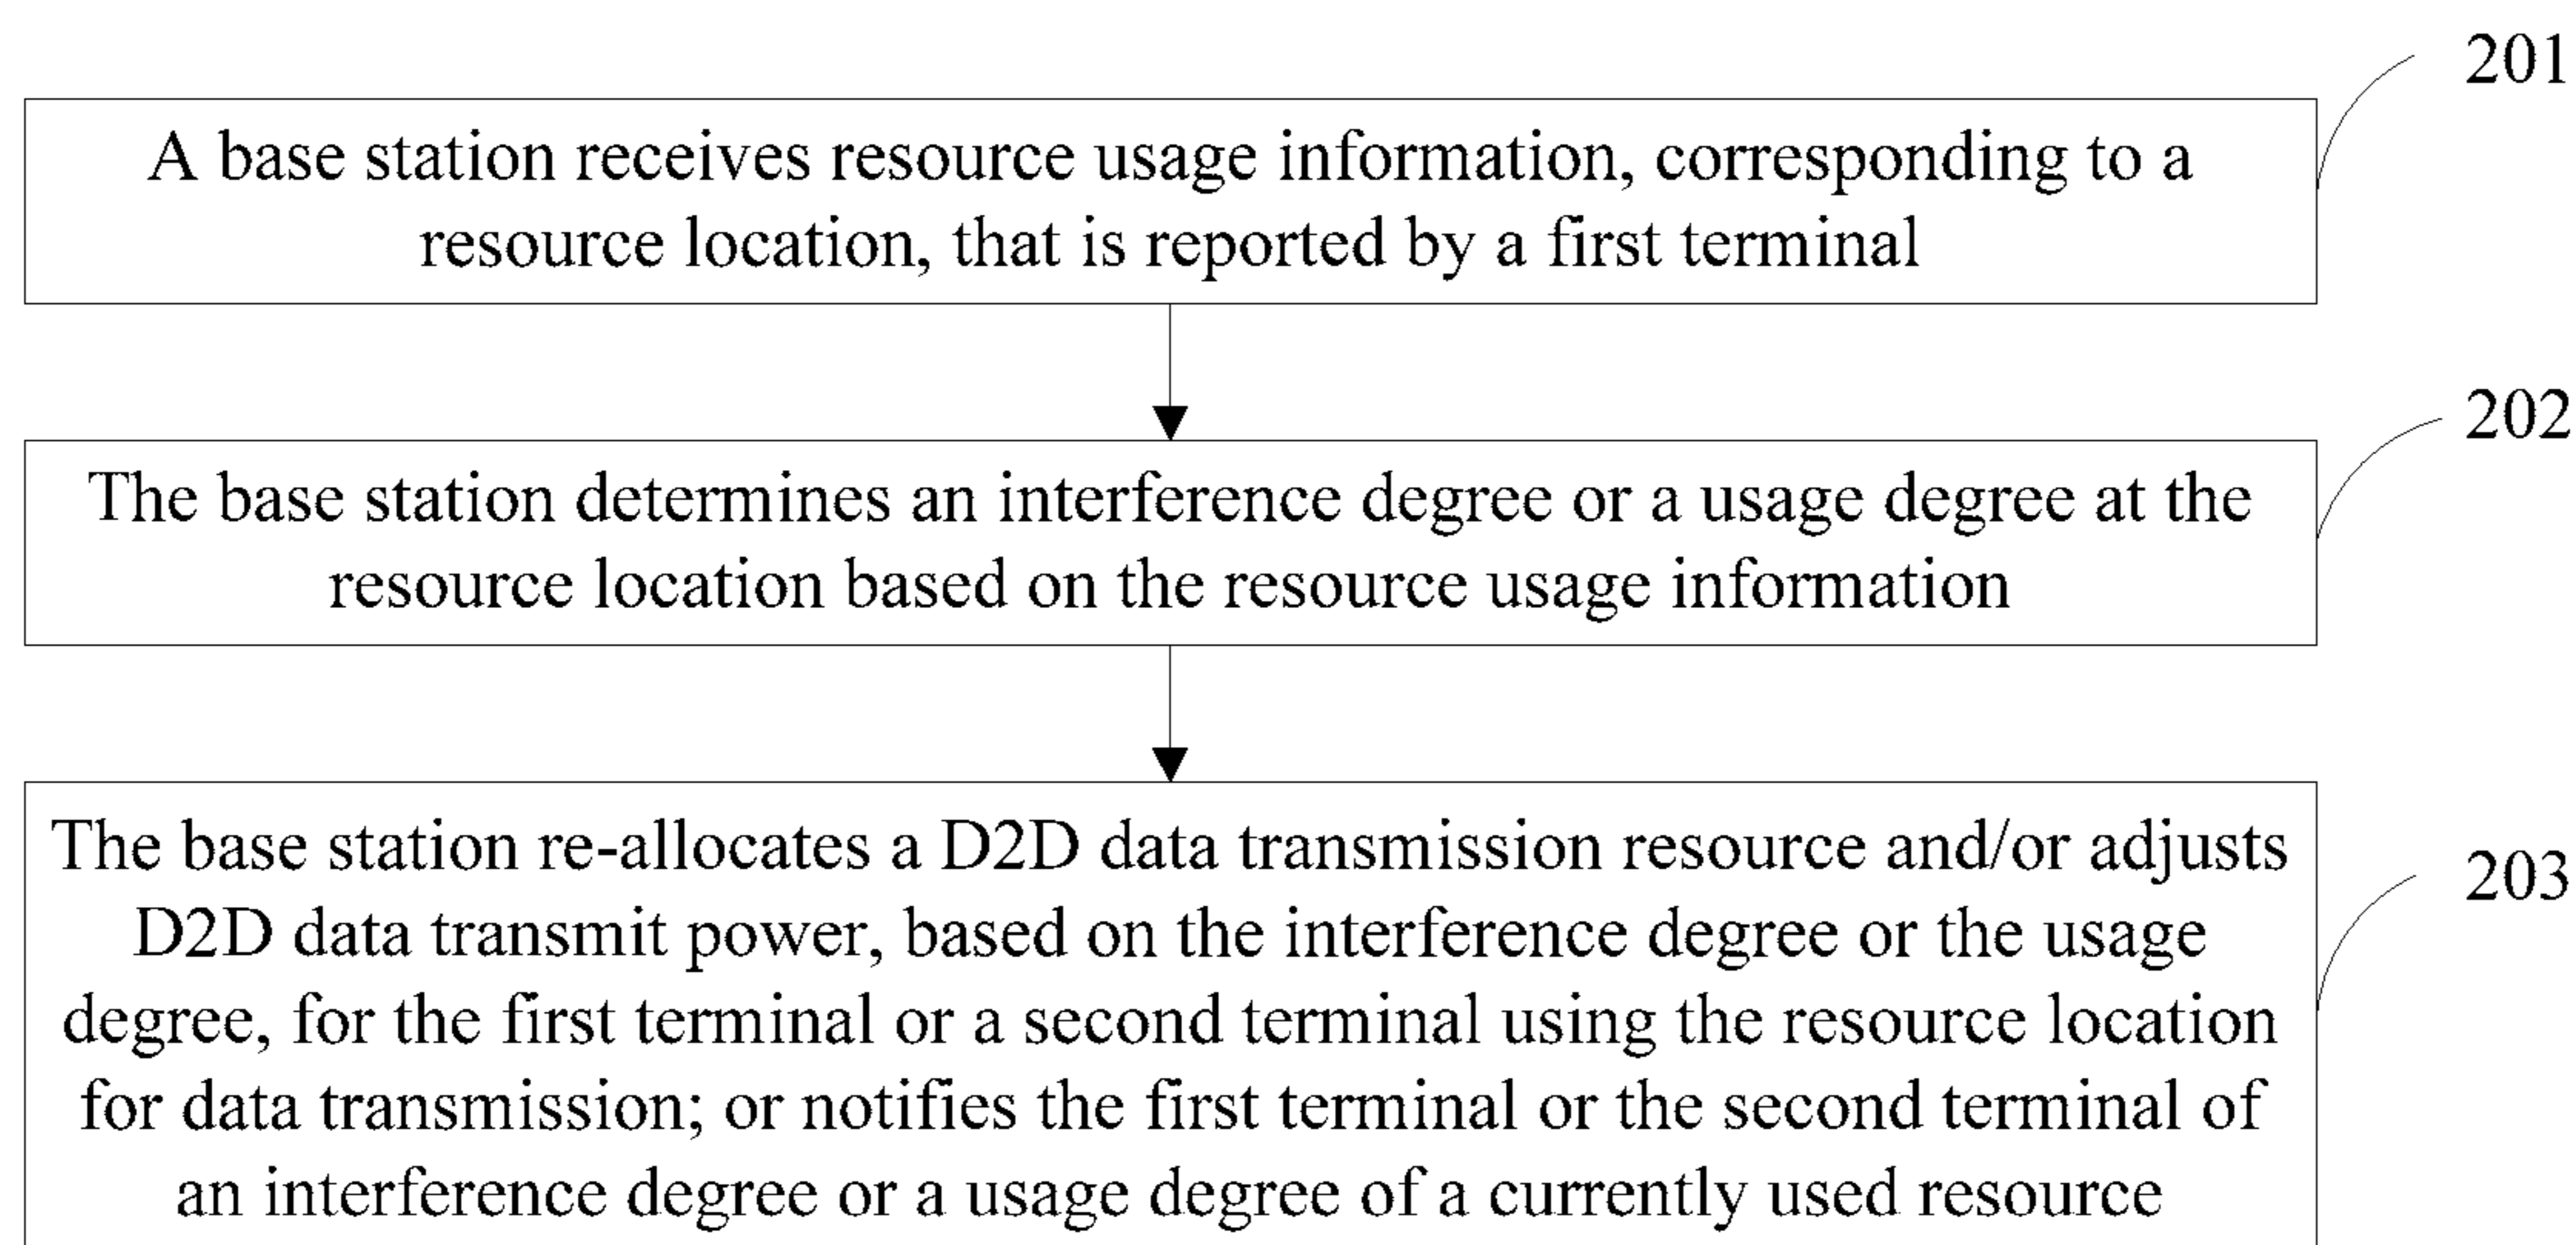 201
A base station receives resource usage information, corresponding to a
resource location, that is reported by a first terminal
202
The base station determines an interference degree or a usage degree at the
resource location based on the resource usage information
203
The base station re-allocates a D2D data transmission resource and/or adjusts
D2D data transmit power, based on the interference degree or the usage
degree, for the first terminal or a second terminal using the resource location
for data transmission; or notifies the first terminal or the second terminal of
an interference degree or a usage degree of a currently used resource